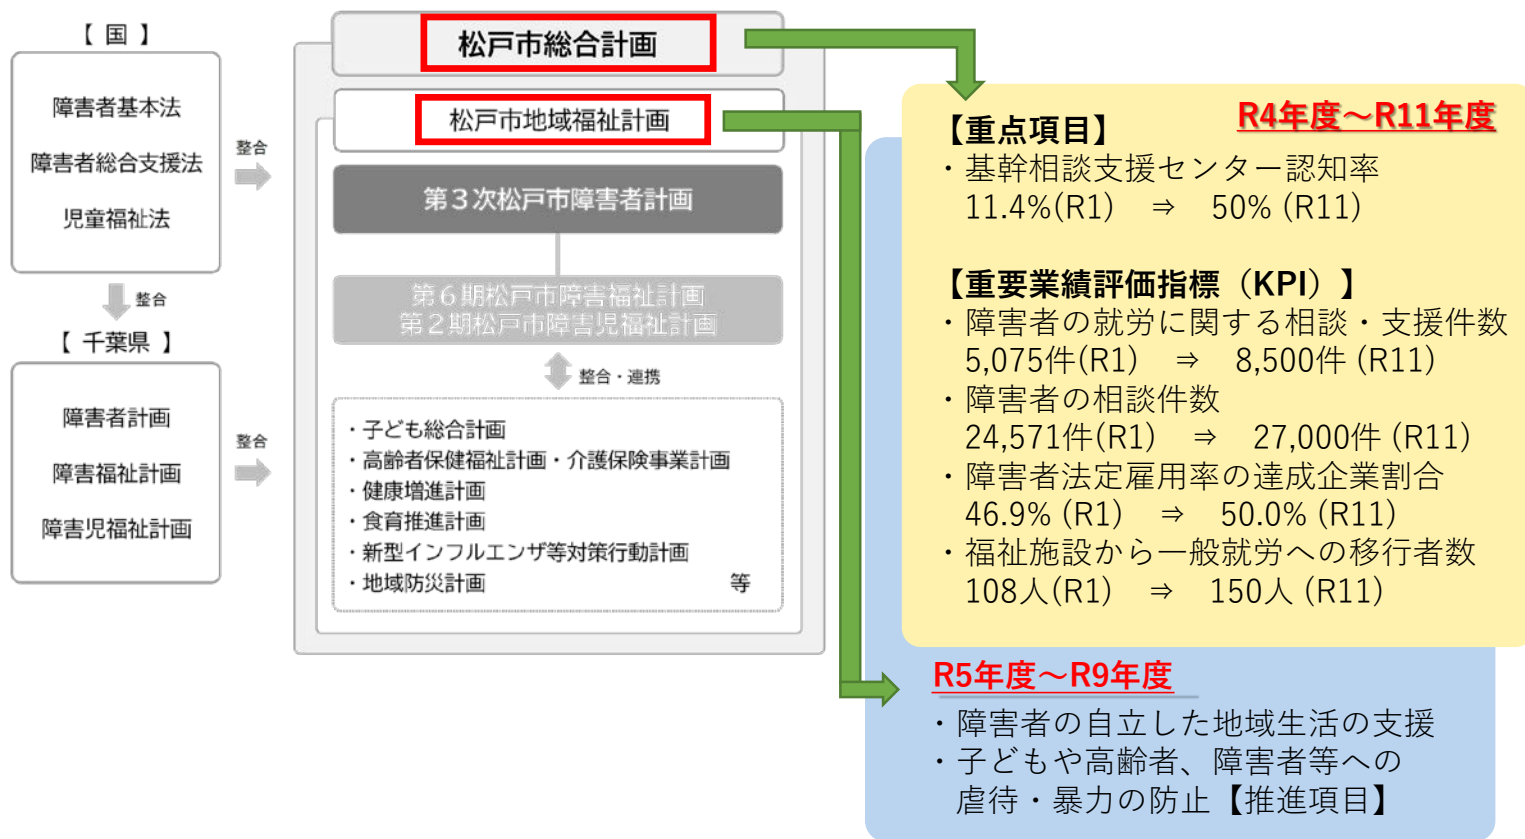 【 国 】
障害者基本法
障害者総合支援法
児童福祉法
整合
整合
【 千葉県 】
障害者計画
障害福祉計画
障害児福祉計画
整合
松戸市総合計画
松戸市地域福祉計画
第３次松戸市障害者計画
第６期松戸市障害福祉計画
第２期松戸市障害児福祉計画
整合・連携
・子ども総合計画
・高齢者保健福祉計画・介護保険事業計画
・健康増進計画
・食育推進計画
・新型インフルエンザ等対策行動計画
・地域防災計画 等
R4年度～R11年度
【重点項目】
・基幹相談支援センター認知率
11.4%(R1) ⇒ 50% (R11)
【重要業績評価指標（KPI）】
・障害者の就労に関する相談・支援件数
5,075件(R1) ⇒ 8,500件 (R11)
・障害者の相談件数
24,571件(R1) ⇒ 27,000件 (R11)
・障害者法定雇用率の達成企業割合
46.9% (R1) ⇒ 50.0% (R11)
・福祉施設から一般就労への移行者数
108人(R1) ⇒ 150人 (R11)
R5年度～R9年度
・障害者の自立した地域生活の支援
・子どもや高齢者、障害者等への
虐待・暴力の防止【推進項目】